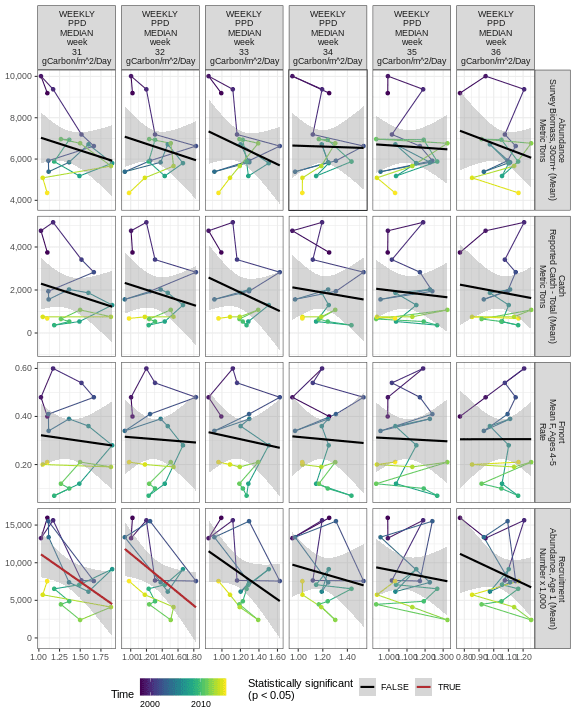 WEEKLY WEEKLY WEEKLY WEEKLY WEEKLY WEEKLY
PPD PPD PPD PPD PPD PPD
MEDIAN MEDIAN MEDIAN MEDIAN MEDIAN MEDIAN
week week week week week week
31 32 33 34 35 36
gCarbon/m^2/Day gCarbon/m^2/Day gCarbon/m^2/Day gCarbon/m^2/Day gCarbon/m^2/Day gCarbon/m^2/Day
10,000
8,000
6,000
4,000
Abundance
Survey Biomass, 30cm+ (Mean)
Metric Tons
4,000
2,000
0
Catch
Reported Catch - Total (Mean)
Metric Tons
0.60
0.40
0.20
Fmort
Mean F, Ages 4-5
Rate
15,000
10,000
5,000
0
Recruitment
Abundance, Age 1 (Mean)
Number x 1,000
1.00 1.25 1.50 1.75 1.00 1.20 1.40 1.60 1.80 1.00 1.20 1.40 1.60 1.00 1.20 1.40 1.00 1.10 1.20 1.30 0.80 0.90 1.00 1.10 1.20
Time
2000 2010
Statistically significant
(p < 0.05)
FALSE TRUE